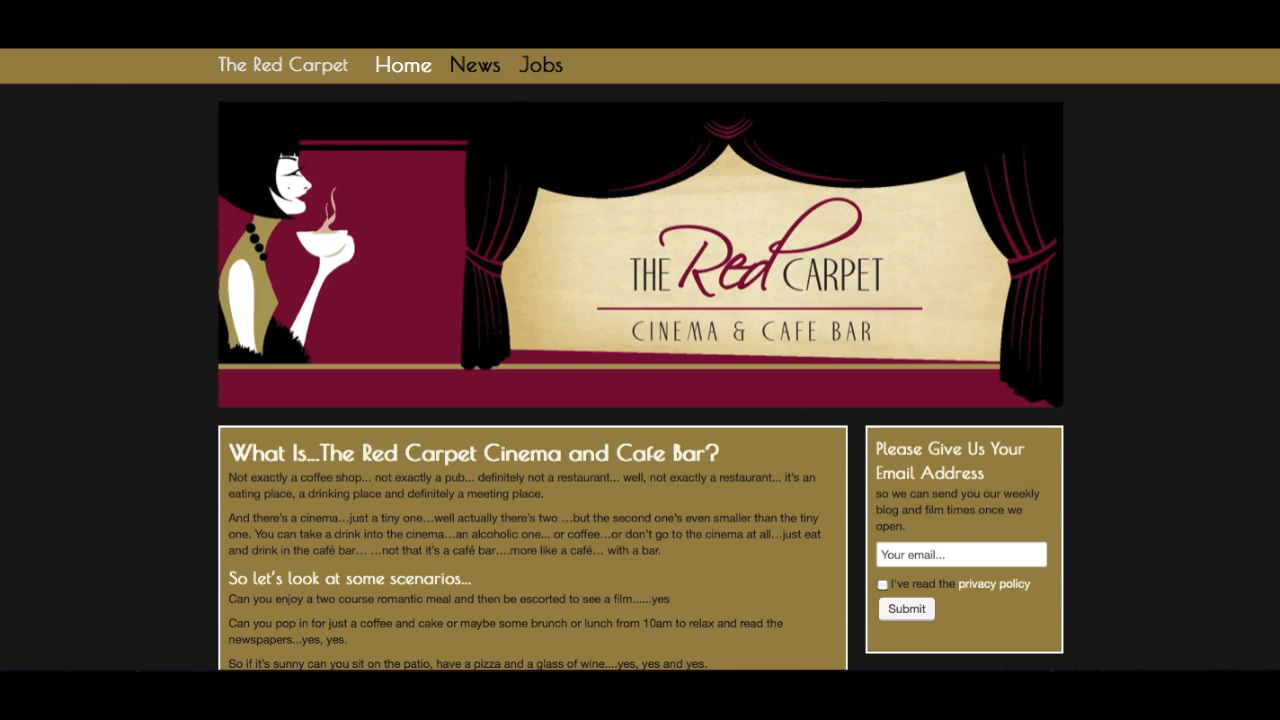 The Red Carpet Home News Jobs
THE Red CARPET
CINEMA & CAFE BAR
What Is...The Red Carpet Cinema and Cafe Bar?
Not exactly a coffee shop... not exactly a pub... definitely not a restaurant... well, not exactly a restaurant... it's an
eating place, a drinking place and definitely a meeting place.
And there's a cinema…just a tiny one…well actually there's two …but the second one's even smaller than the tiny
one. You can take a drink into the cinema…an alcoholic one... or coffee…or don't go to the cinema at all…just eat
and drink in the café bar… …not that it's a café bar….more like a café… with a bar.
So let's look at some scenarios...
Can you enjoy a two course romantic meal and then be escorted to see a film......yes
Can you pop in for just a coffee and cake or maybe some brunch or lunch from 10am to relax and read the
newspapers...yes, yes.
So if it's sunny can you sit on the patio, have a pizza and a glass of wine....yes, yes and yes.
Please Give Us Your
Email Address
so we can send you our weekly
blog and film times once we
open.
Your email...
I've read the privacy policy
Submit